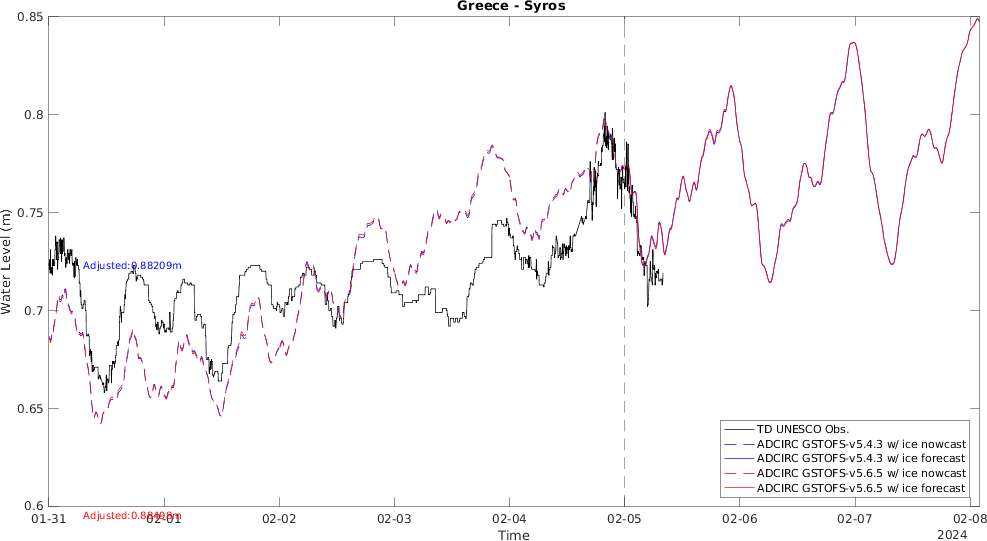 Greece - Syros
0.85
0.8
0.75
0.7
0.65
0.6
Water Level (m)
Adjusted:0.88209m
TD UNESCO Obs.
ADCIRC GSTOFS-v5.4.3 w/ ice nowcast
ADCIRC GSTOFS-v5.4.3 w/ ice forecast
ADCIRC GSTOFS-v5.6.5 w/ ice nowcast
ADCIRC GSTOFS-v5.6.5 w/ ice forecast
01-31
02-01
02-02
02-03
02-04
02-05
02-06
02-07
02-08
2024
Time